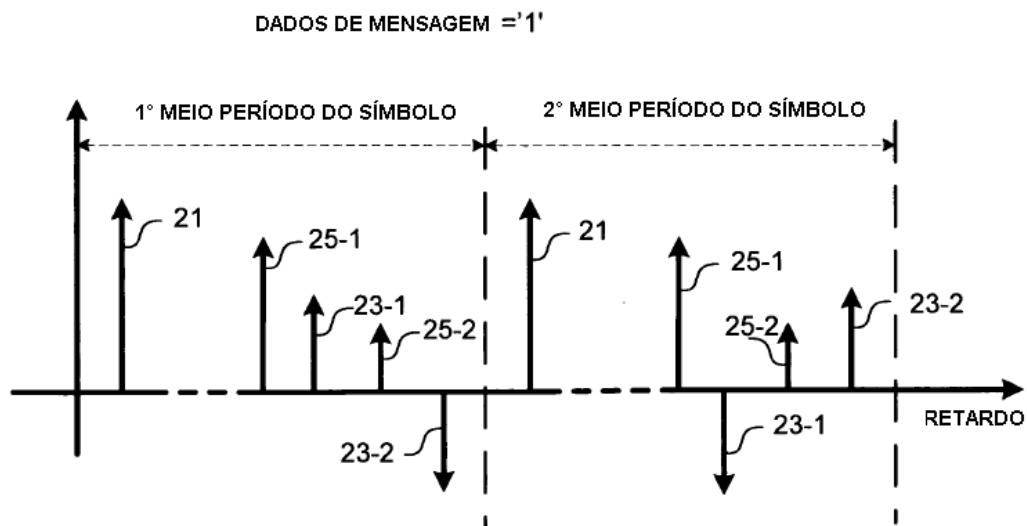 DADOS DE MENSAGEM ='1'
1° MEIO PERÍODO DO SÍMBOLO
2° MEIO PERÍODO DO SÍMBOLO
21
25-1
23-1
25-2
23-2
21
25-1
25-2
23-2
23-1
RETARDO